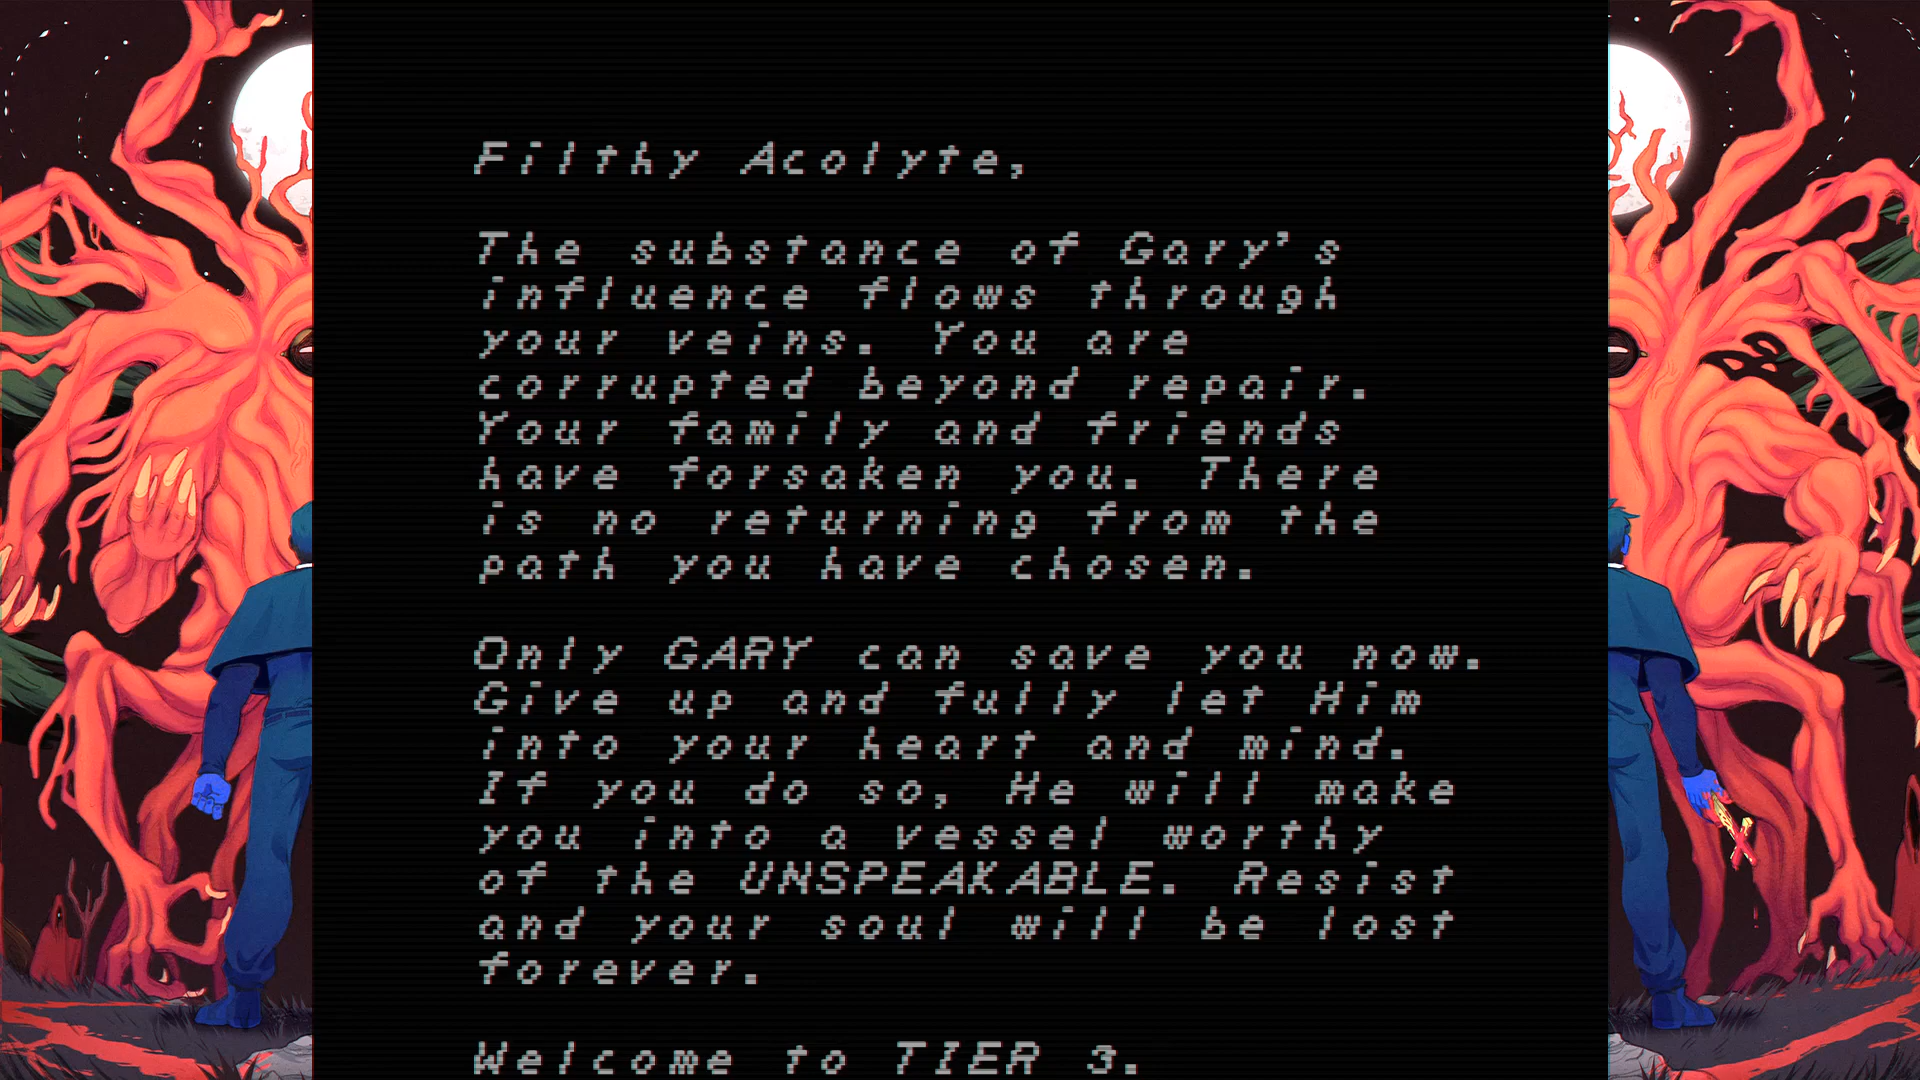 Filthy Acolyte,
The substance of Gary's
influence flows through
your veins. You are
corrupted beyond repair.
Your family and friends
have forsaken you. There
is no returning from the
path you have chosen.
Only GARY can save you now.
Give up and fully let Him
into your heart and mind.
If you do so, He will make
you into a vessel worthy
of the UNSPEAKABLE. Resist
and your soul will be lost
forever.
Welcome to TIER 3.